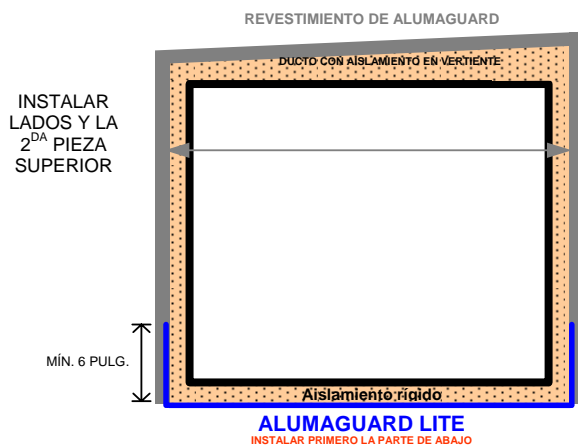 REVESTIMIENTO DE ALUMAGUARD
DUCTO CON AÍSLAMIENTO EN VERTIENTE
INSTALAR
LADOS Y LA
2DA PIEZA
SUPERIOR
MÍN. 6 PULG.
Aislamiento rígido
ALUMAGUARD LITE
INSTALAR PRIMERO LA PARTE DE ABAJO